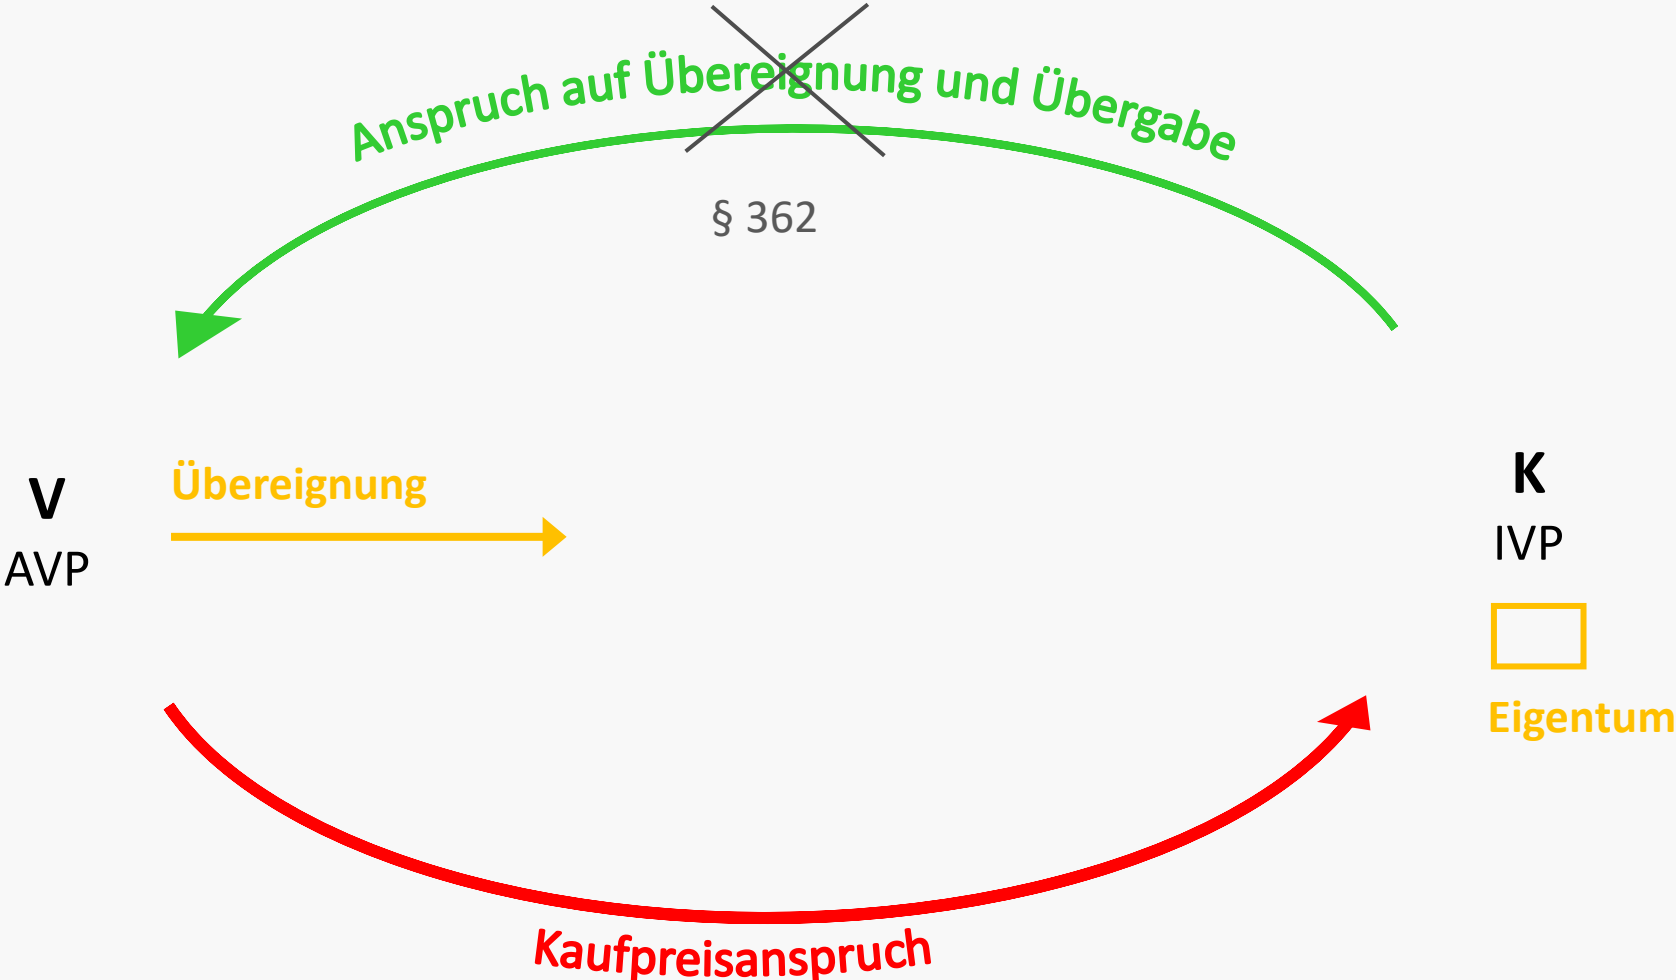 Anspruch auf Übereignung und Übergabe
§ 362
V
AVP
Übereignung
K
IVP
Eigentum
Kaufpreisanspruch